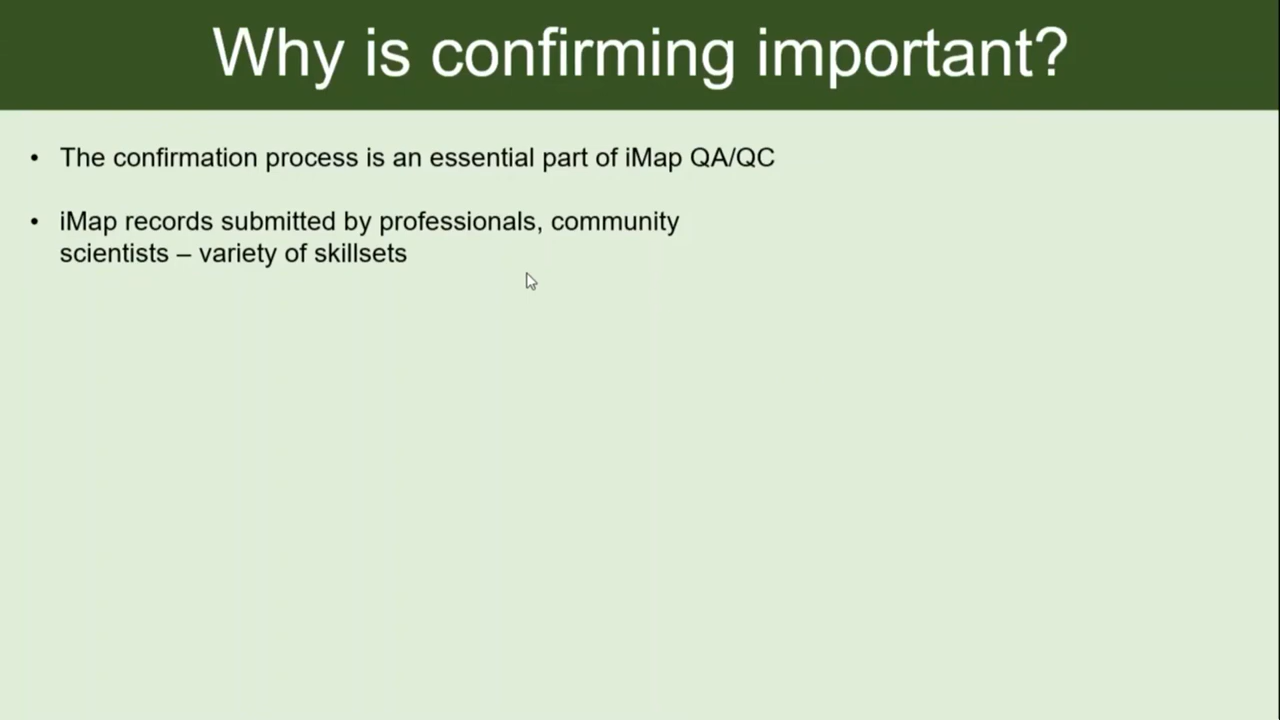 Why is confirming important?
• The confirmation process is an essential part of iMap QA/QC
• iMap records submitted by professionals, community
scientists – variety of skillsets